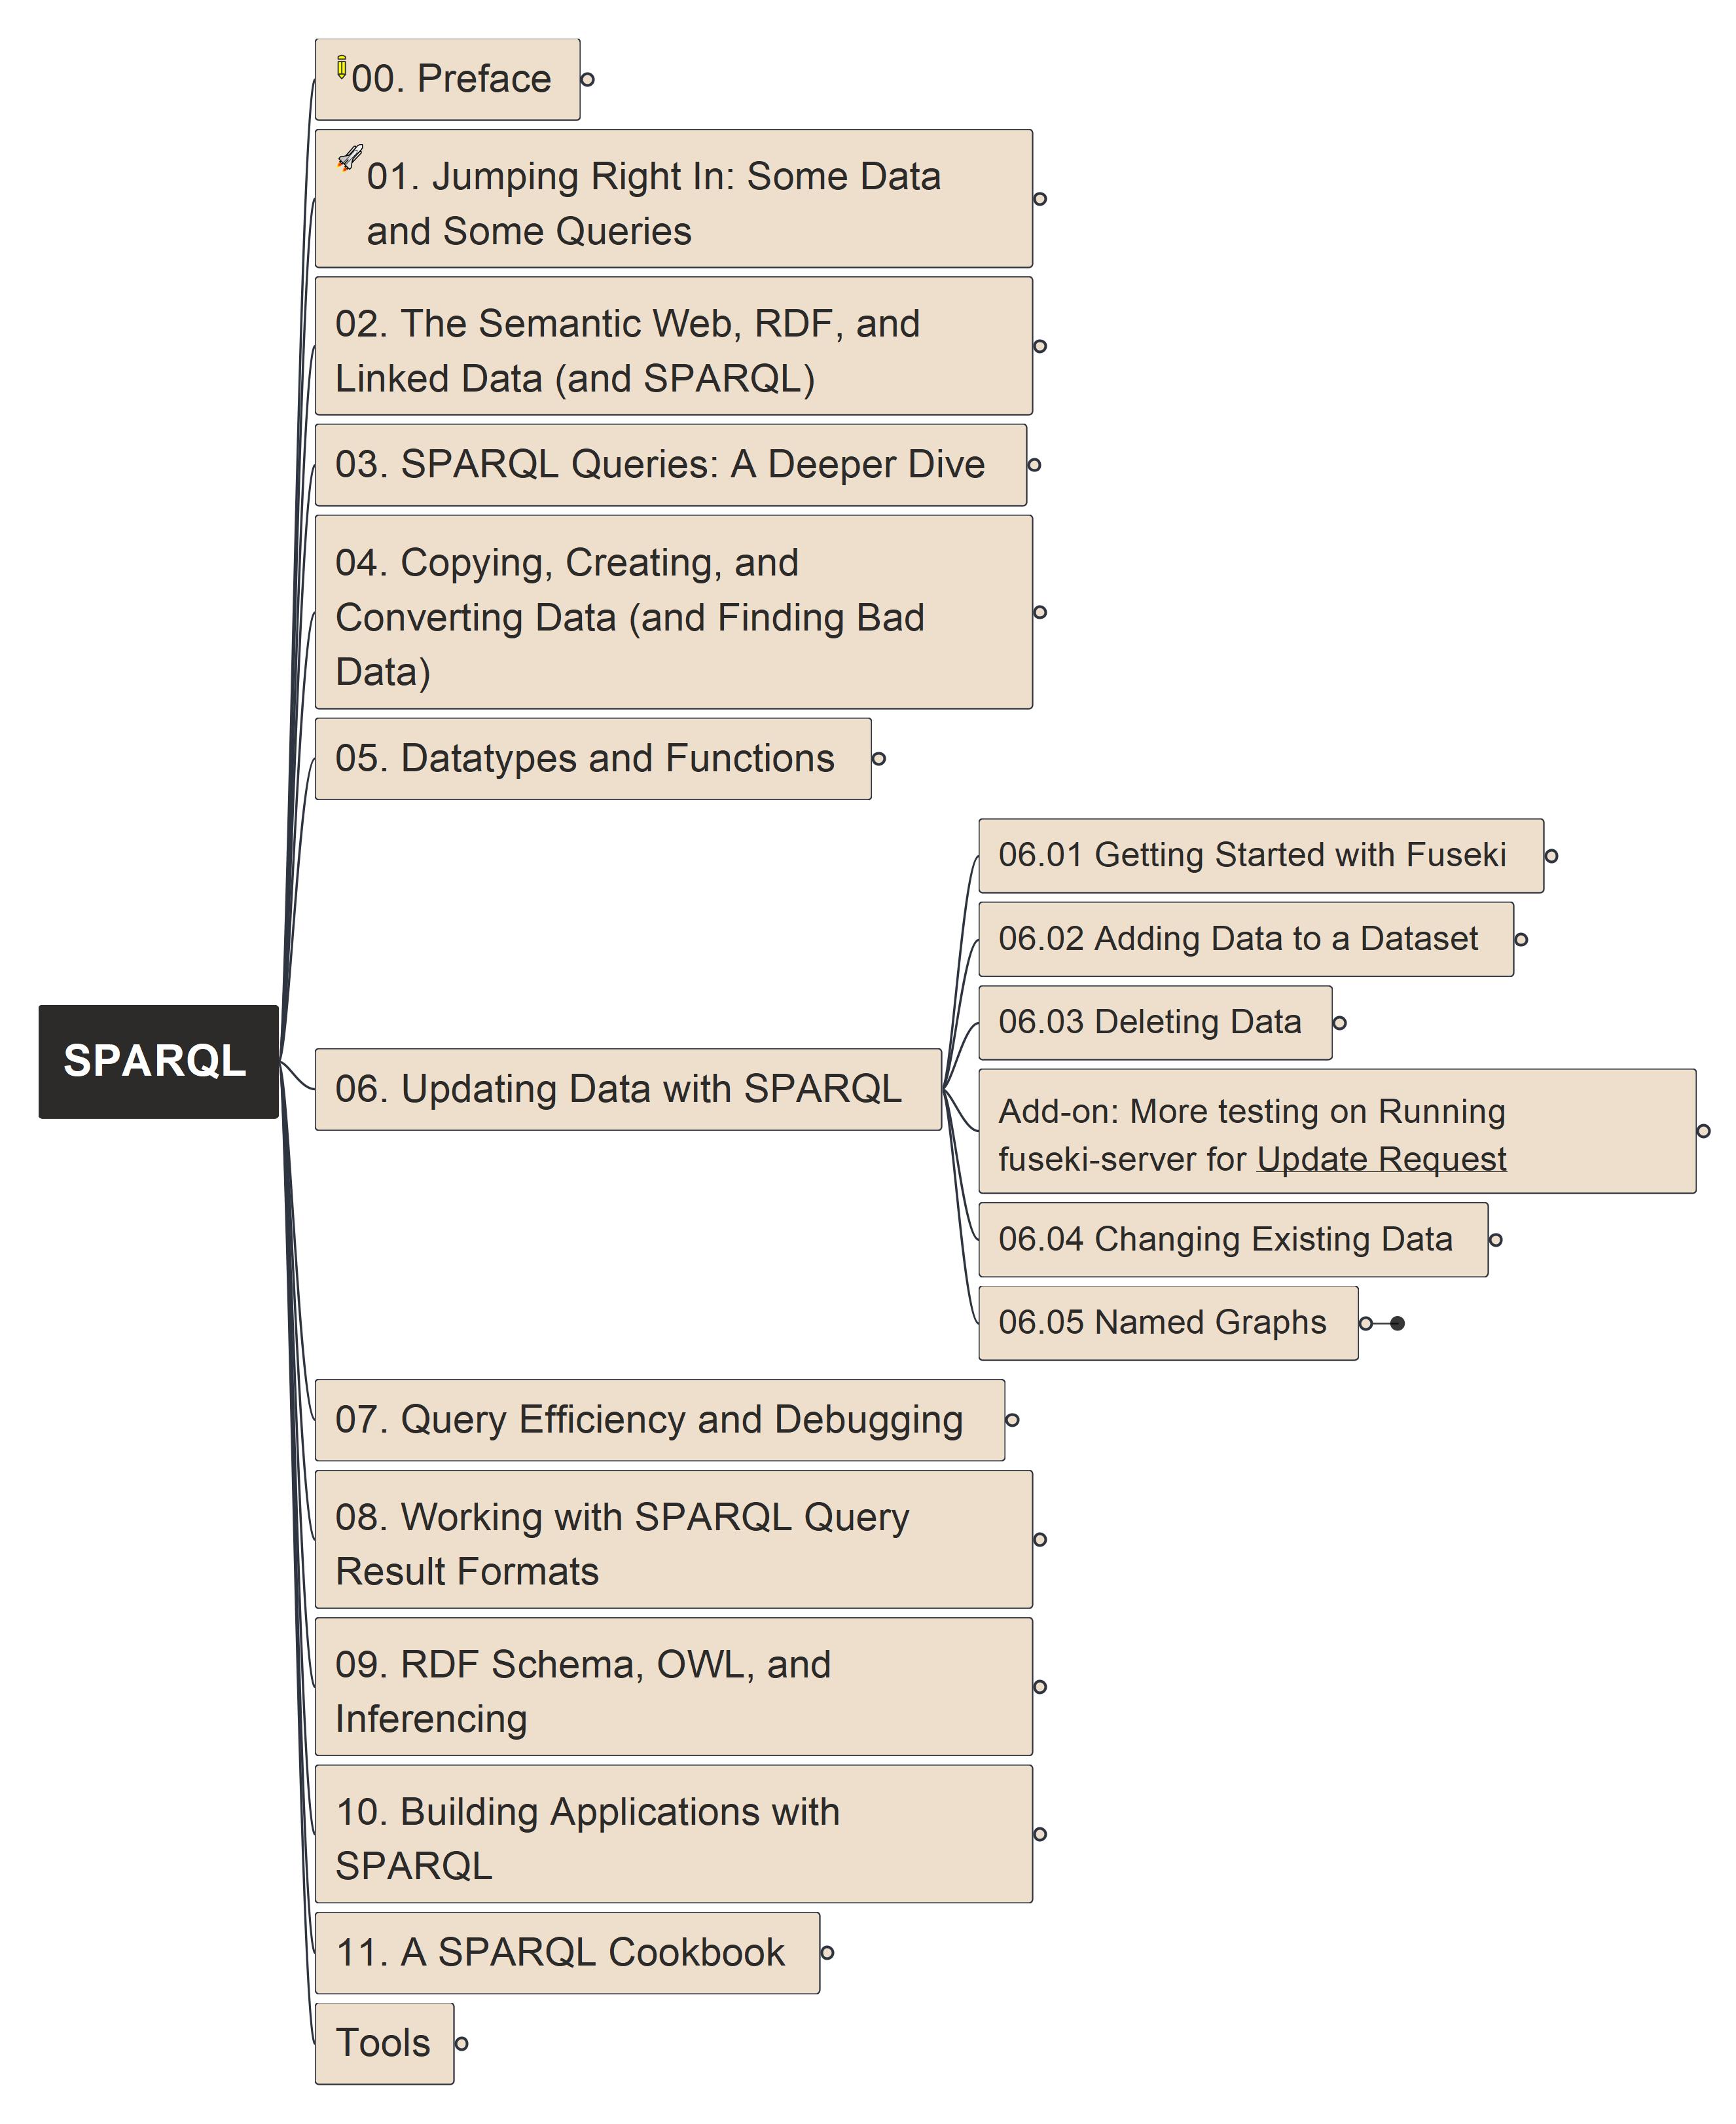 00. Preface
01. Jumping Right In: Some Data
and Some Queries
02. The Semantic Web, RDF, and
Linked Data (and SPARQL)
03. SPARQL Queries: A Deeper Dive
04. Copying, Creating, and
Converting Data (and Finding Bad
Data)
05. Datatypes and Functions
SPARQL
06. Updating Data with SPARQL
06.01 Getting Started with Fuseki
06.02 Adding Data to a Dataset
06.03 Deleting Data
Add-on: More testing on Running
fuseki-server for Update Request
06.04 Changing Existing Data
06.05 Named Graphs
07. Query Efficiency and Debugging
08. Working with SPARQL Query
Result Formats
09. RDF Schema, OWL, and
Inferencing
10. Building Applications with
SPARQL
11. A SPARQL Cookbook
Tools